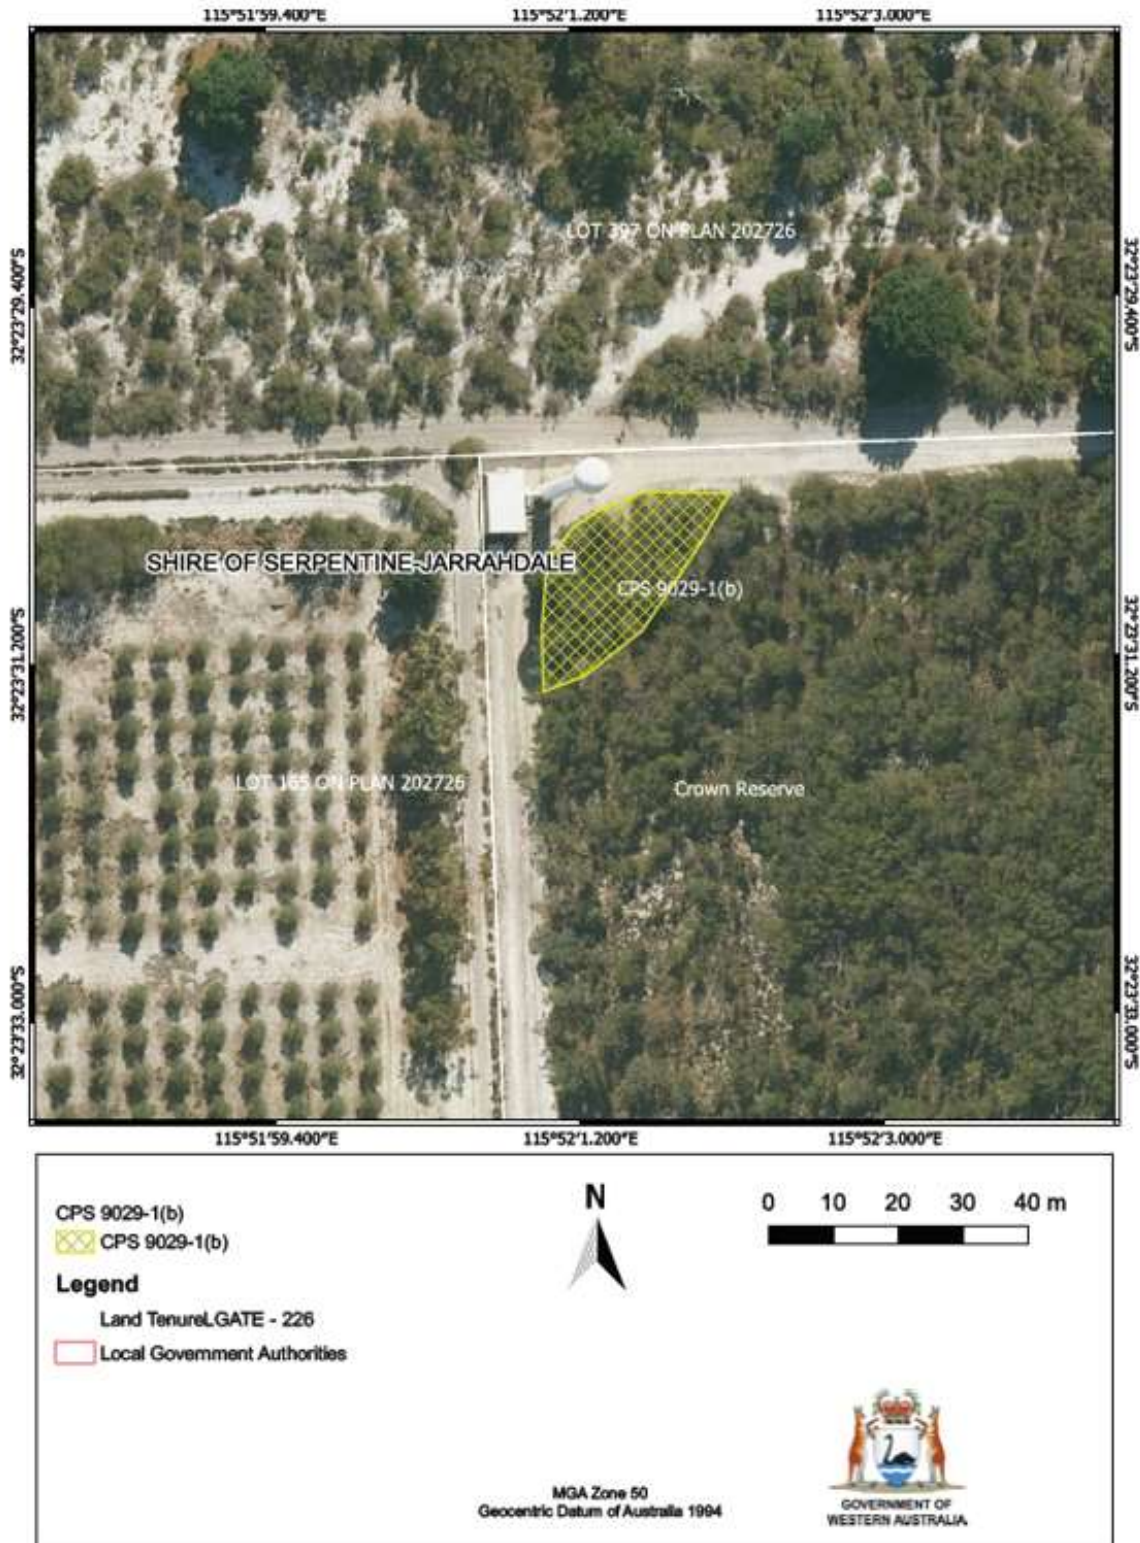 115°51'59.400"E 115°52'1.200"E 115°52'3.000"E
LOT 397 ON PLAN 202726
32°23'29.400"S
32°23'29.400"S
SHIRE OF SERPENTINE-JARRAHDALE
CPS 9029-1(b)
32°23'31.200"S
32°23'31.200"S
LOT 165 ON PLAN 202726
Crown Reserve
32°23'33.000"S
32°23'33.000"S
115°51'59.400"E 115°52'1.200"E 115°52'3.000"E
CPS 9029-1(b)
CPS 9029-1(b)
Legend
Land TenureLGATE - 226
Local Government Authorities
N
0 10 20 30 40 m
MGA Zone 50
Geocentric Datum of Australia 1994
GOVERNMENT OF
WESTERN AUSTRALIA